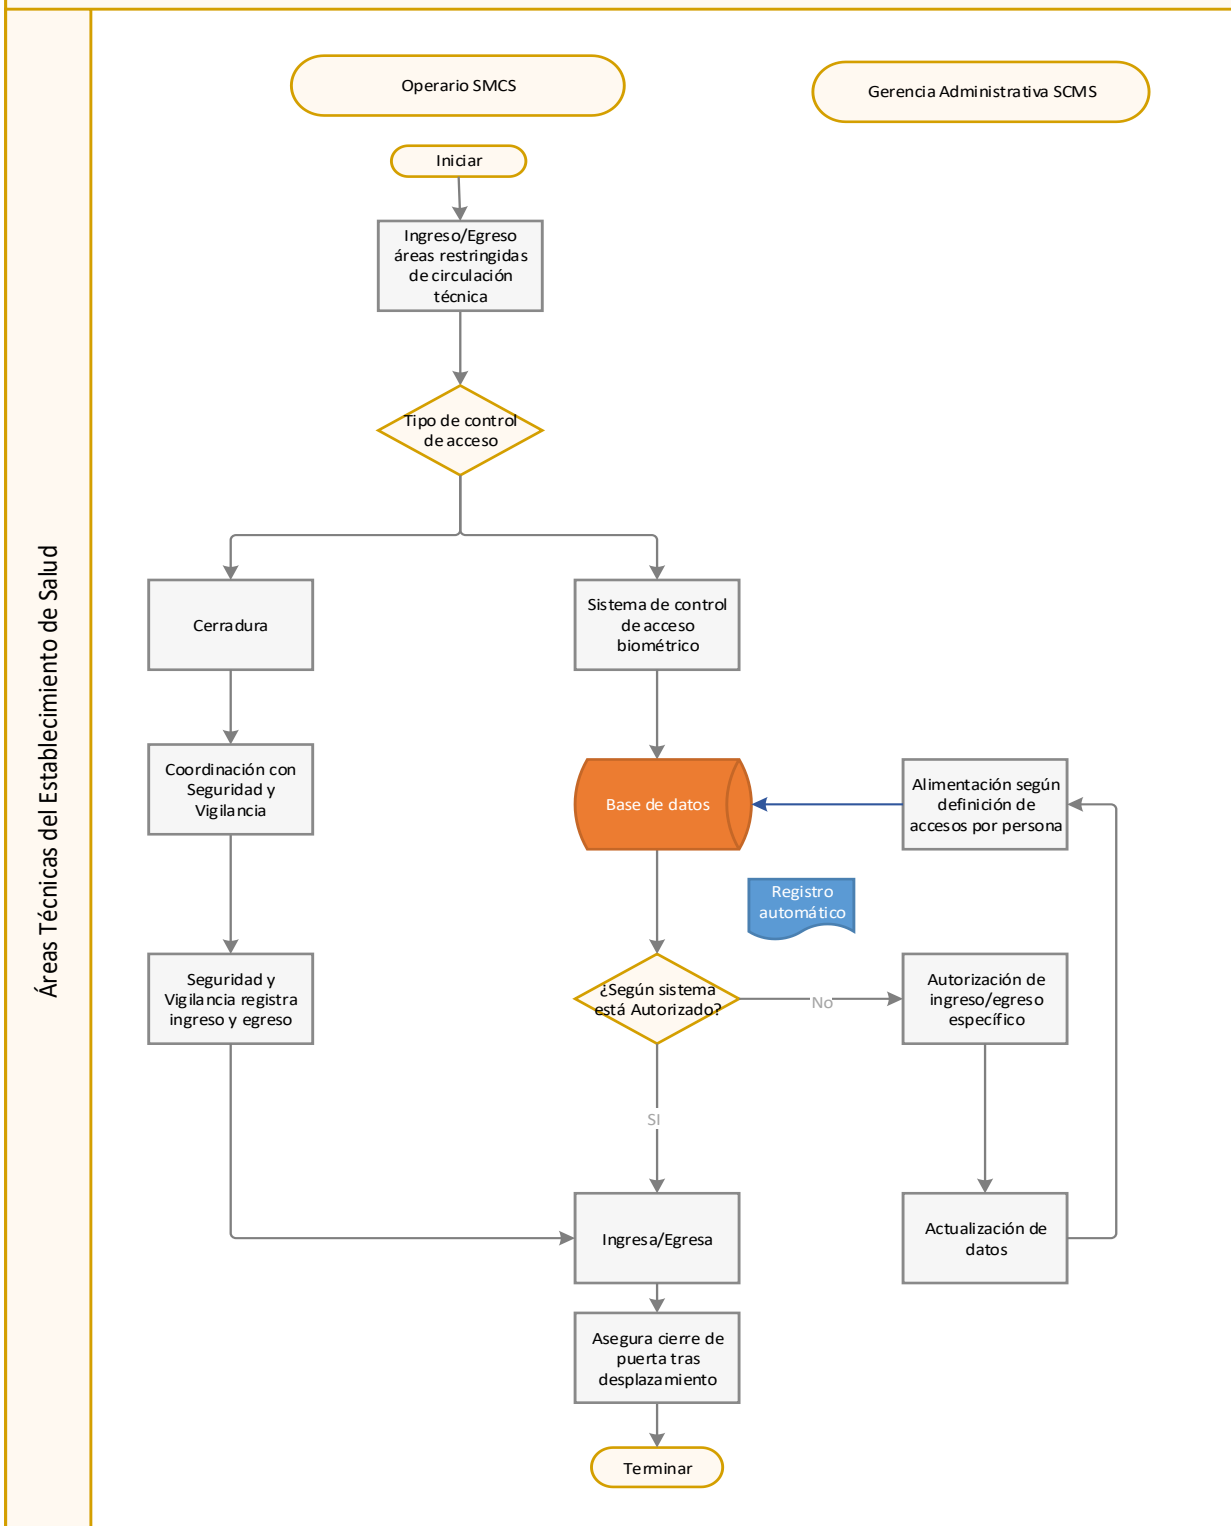 Áreas Técnicas del Establecimiento de Salud
Operario SMCS
Gerencia Administrativa SCMS
Iniciar
Ingreso/Egreso
áreas restringidas
de circulación
técnica
Tipo de control
de acceso
Cerradura
Sistema de control
de acceso
biométrico
Coordinación con
Seguridad y
Vigilancia
Base de datos
Alimentación según
definición de
accesos por persona
Registro
automático
Seguridad y
Vigilancia registra
ingreso y egreso
¿Según sistema
está Autorizado?
No
Autorización de
ingreso/egreso
específico
SI
Ingresa/Egresa
Actualización de
datos
Asegura cierre de
puerta tras
desplazamiento
Terminar